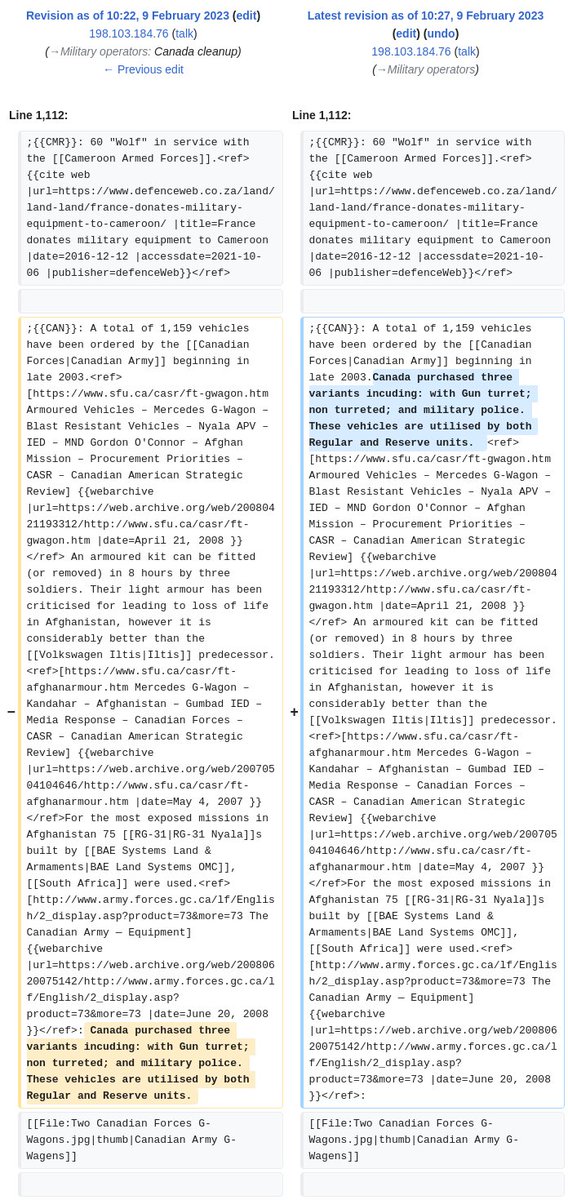 Revision as of 10:22, 9 February 2023 (edit)
198.103.184.76 (talk)
(→Military operators: Canada cleanup)
← Previous edit
Latest revision as of 10:27, 9 February 2023
(edit) (undo)
198.103.184.76 (talk)
(→Military operators)
Line 1,112:
;{{CMR}}: 60 "Wolf" in service with
the [[Cameroon Armed Forces]].<ref>
{{cite web
|url=https://www.defenceweb.co.za/land/
land-land/france-donates-military-
equipment-to-cameroon/ |title=France
donates military equipment to Cameroon
|date=2016-12-12 |accessdate=2021-10-
06 |publisher=defenceWeb}}</ref>
−
;{{CAN}}: A total of 1,159 vehicles
have been ordered by the [[Canadian
Forces|Canadian Army]] beginning in
late 2003.<ref>
[https://www.sfu.ca/casr/ft-gwagon.htm
Armoured Vehicles – Mercedes G-Wagon –
Blast Resistant Vehicles – Nyala APV –
IED – MND Gordon O'Connor – Afghan
Mission – Procurement Priorities –
CASR – Canadian American Strategic
Review] {{webarchive
|url=https://web.archive.org/web/200804
21193312/http://www.sfu.ca/casr/ft-
gwagon.htm |date=April 21, 2008 }}
</ref> An armoured kit can be fitted
(or removed) in 8 hours by three
soldiers. Their light armour has been
criticised for leading to loss of life
in Afghanistan, however it is
considerably better than the
[[Volkswagen Iltis|Iltis]] predecessor.
<ref>[https://www.sfu.ca/casr/ft-
afghanarmour.htm Mercedes G-Wagon –
Kandahar – Afghanistan – Gumbad IED –
Media Response – Canadian Forces –
CASR – Canadian American Strategic
Review] {{webarchive
|url=https://web.archive.org/web/200705
04104646/http://www.sfu.ca/casr/ft-
afghanarmour.htm |date=May 4, 2007 }}
</ref>For the most exposed missions in
Afghanistan 75 [[RG-31|RG-31 Nyala]]s
built by [[BAE Systems Land &
Armaments|BAE Land Systems OMC]],
[[South Africa]] were used.<ref>
[http://www.army.forces.gc.ca/lf/Englis
h/2_display.asp?product=73&more=73 The
Canadian Army — Equipment]
{{webarchive
|url=https://web.archive.org/web/200806
20075142/http://www.army.forces.gc.ca/l
f/English/2_display.asp?
product=73&more=73 |date=June 20, 2008
}}</ref>: Canada purchased three
variants incuding: with Gun turret;
non turreted; and military police.
These vehicles are utilised by both
Regular and Reserve units.
[[File:Two Canadian Forces G-
Wagons.jpg|thumb|Canadian Army G-
Wagens]]
Line 1,112:
;{{CMR}}: 60 "Wolf" in service with
the [[Cameroon Armed Forces]].<ref>
{{cite web
|url=https://www.defenceweb.co.za/land/
land-land/france-donates-military-
equipment-to-cameroon/ |title=France
donates military equipment to Cameroon
|date=2016-12-12 |accessdate=2021-10-
06 |publisher=defenceWeb}}</ref>
+
;{{CAN}}: A total of 1,159 vehicles
have been ordered by the [[Canadian
Forces|Canadian Army]] beginning in
late 2003.Canada purchased three
variants incuding: with Gun turret;
non turreted; and military police.
These vehicles are utilised by both
Regular and Reserve units. <ref>
[https://www.sfu.ca/casr/ft-gwagon.htm
Armoured Vehicles – Mercedes G-Wagon –
Blast Resistant Vehicles – Nyala APV –
IED – MND Gordon O'Connor – Afghan
Mission – Procurement Priorities –
CASR – Canadian American Strategic
Review] {{webarchive
|url=https://web.archive.org/web/200804
21193312/http://www.sfu.ca/casr/ft-
gwagon.htm |date=April 21, 2008 }}
</ref> An armoured kit can be fitted
(or removed) in 8 hours by three
soldiers. Their light armour has been
criticised for leading to loss of life
in Afghanistan, however it is
considerably better than the
[[Volkswagen Iltis|Iltis]] predecessor.
<ref>[https://www.sfu.ca/casr/ft-
afghanarmour.htm Mercedes G-Wagon –
Kandahar – Afghanistan – Gumbad IED –
Media Response – Canadian Forces –
CASR – Canadian American Strategic
Review] {{webarchive
|url=https://web.archive.org/web/200705
04104646/http://www.sfu.ca/casr/ft-
afghanarmour.htm |date=May 4, 2007 }}
</ref>For the most exposed missions in
Afghanistan 75 [[RG-31|RG-31 Nyala]]s
built by [[BAE Systems Land &
Armaments|BAE Land Systems OMC]],
[[South Africa]] were used.<ref>
[http://www.army.forces.gc.ca/lf/Englis
h/2_display.asp?product=73&more=73 The
Canadian Army — Equipment]
{{webarchive
|url=https://web.archive.org/web/200806
20075142/http://www.army.forces.gc.ca/l
f/English/2_display.asp?
product=73&more=73 |date=June 20, 2008
}}</ref>:
[[File:Two Canadian Forces G-
Wagons.jpg|thumb|Canadian Army G-
Wagens]]